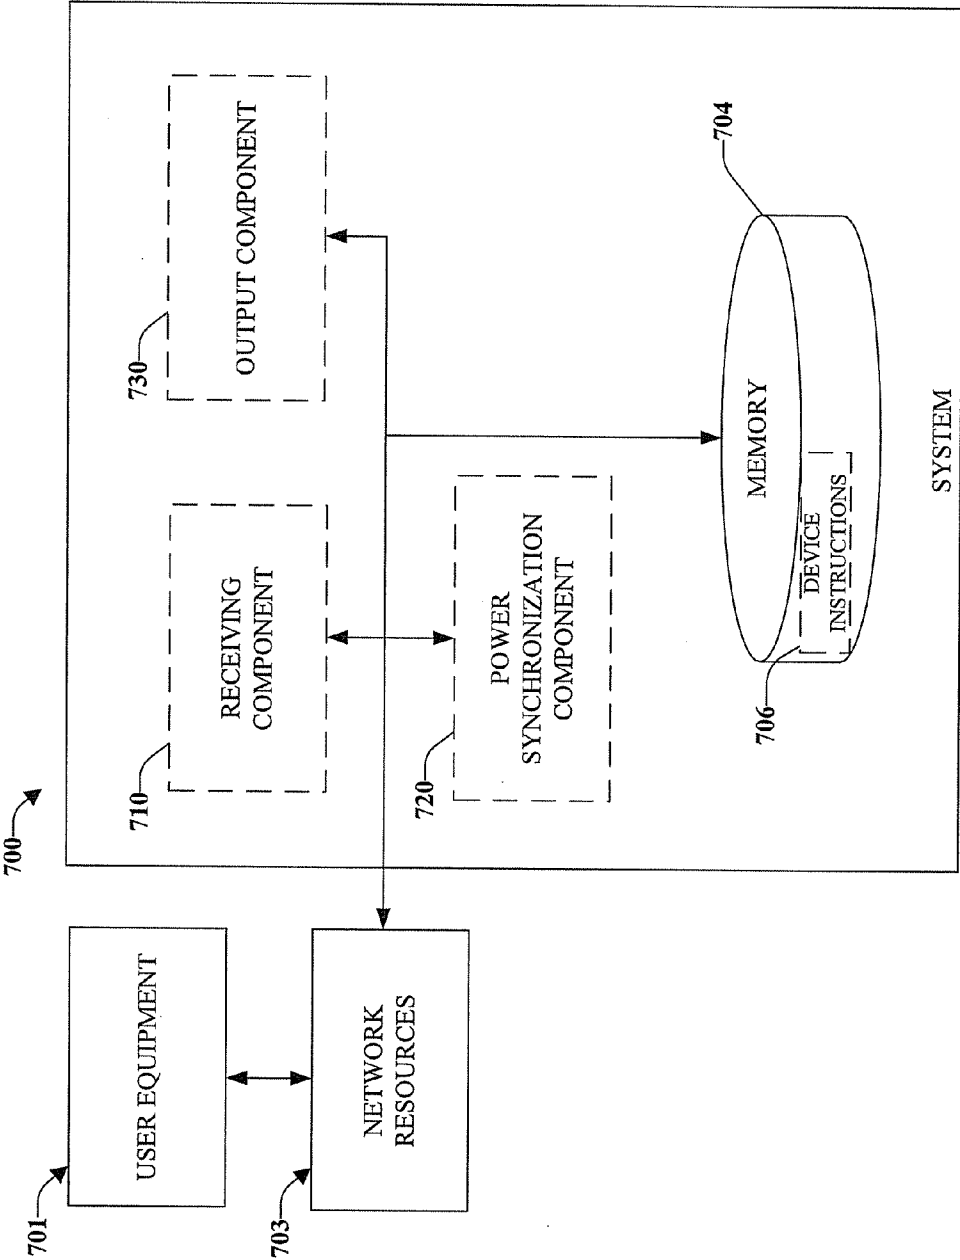 700
701
USER EQUIPMENT
703
NETWORK
RESOURCES
710
RECEIVING
COMPONENT
730
OUTPUT COMPONENT
720
POWER
SYNCHRONIZATION
COMPONENT
704
MEMORY
706
DEVICE
INSTRUCTIONS
SYSTEM